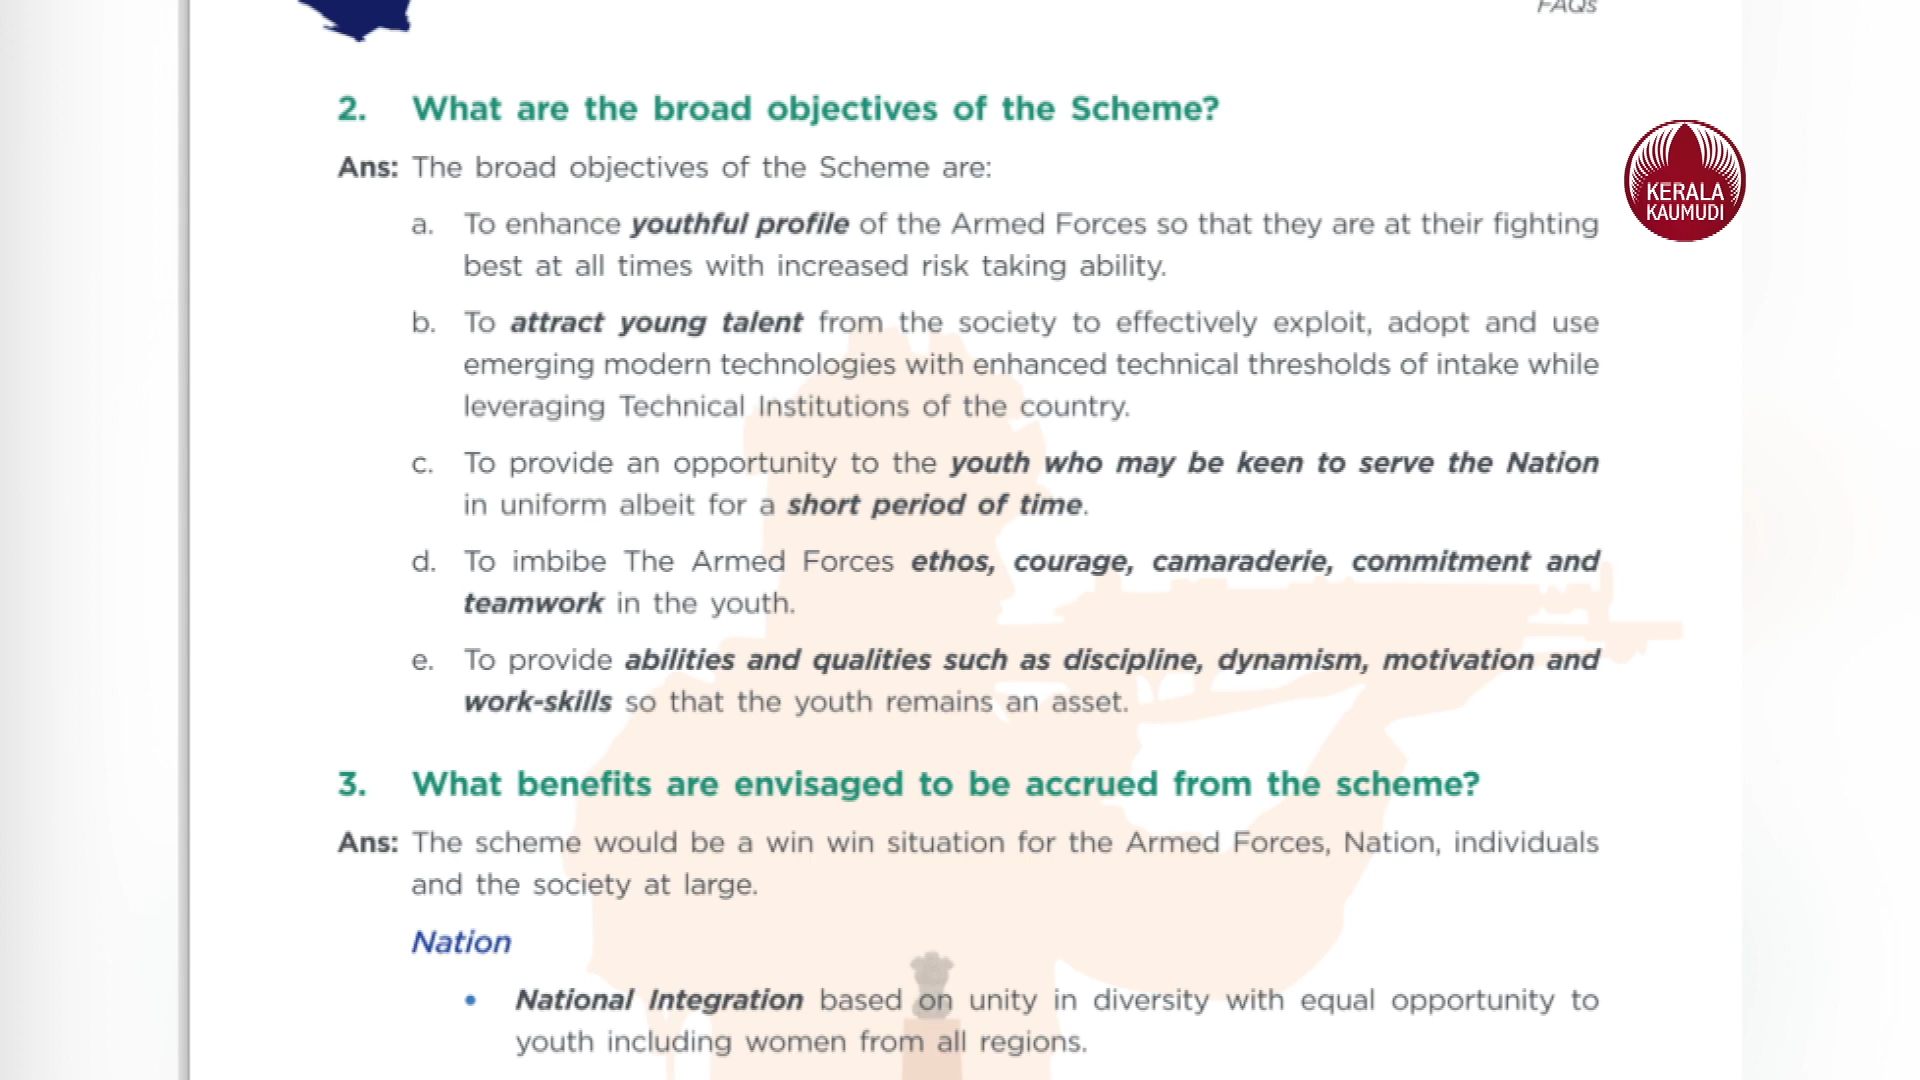 FAQs
2. What are the broad objectives of the Scheme?
Ans: The broad objectives of the Scheme are:
a. To enhance youthful profile of the Armed Forces so that they are at their fighting
best at all times with increased risk taking ability.
b. To attract young talent from the society to effectively exploit, adopt and use
emerging modern technologies with enhanced technical thresholds of intake while
leveraging Technical Institutions of the country.
c. To provide an opportunity to the youth who may be keen to serve the Nation
in uniform albeit for a short period of time.
d. To imbibe The Armed Forces ethos, courage, camaraderie, commitment and
teamwork in the youth.
e. To provide abilities and qualities such as discipline, dynamism, motivation and
work-skills so that the youth remains an asset.
3. What benefits are envisaged to be accrued from the scheme?
Ans: The scheme would be a win win situation for the Armed Forces, Nation, individuals
and the society at large.
Nation
• National Integration based on unity in diversity with equal opportunity to
youth including women from all regions.
KERALA
KAUMUDI